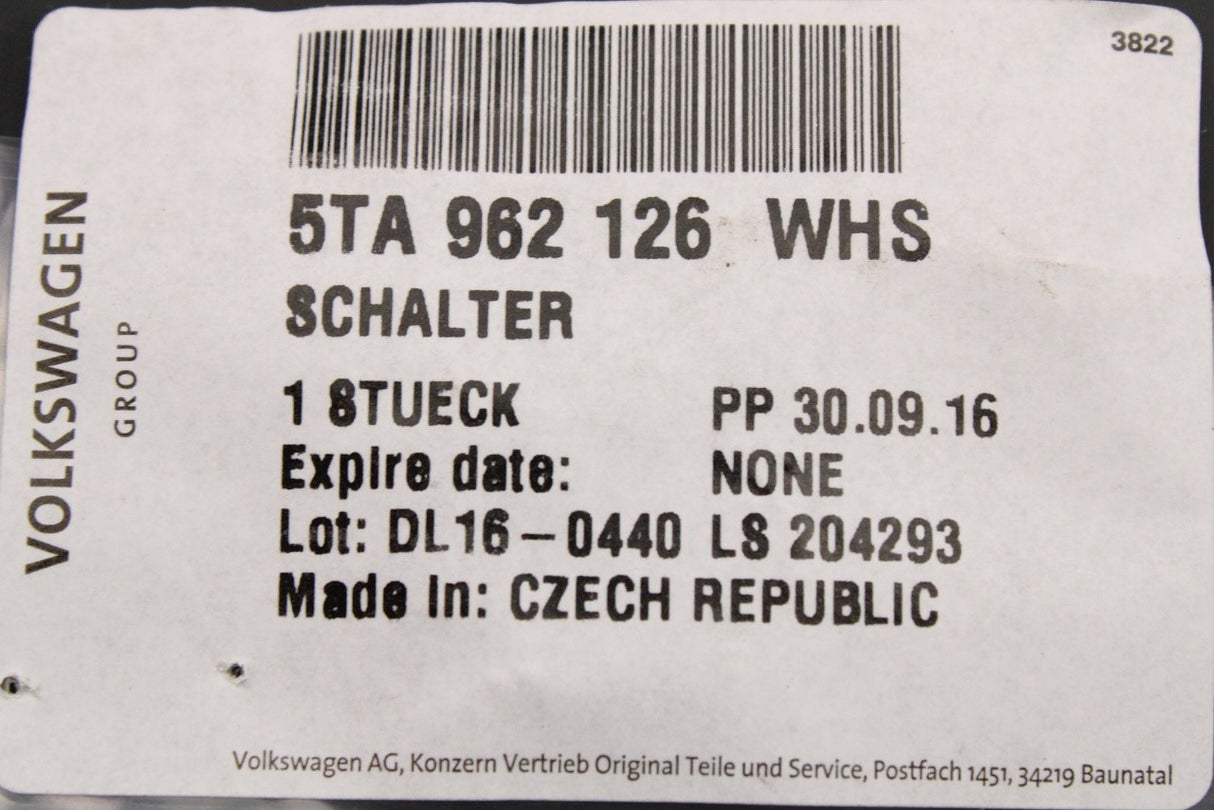 3822
5TA 962 126 WHS
SCHALTER
1 STUECK PP 30.09.16
Expire date: NONE
Lot: DL16-0440 LS 204293
Made In: CZECH REPUBLIC
VOLKSWAGEN
GROUP
Volkswagen AG, Konzern Vertrieb Original Teile und Service, Postfach 1451, 34219 Baunatal